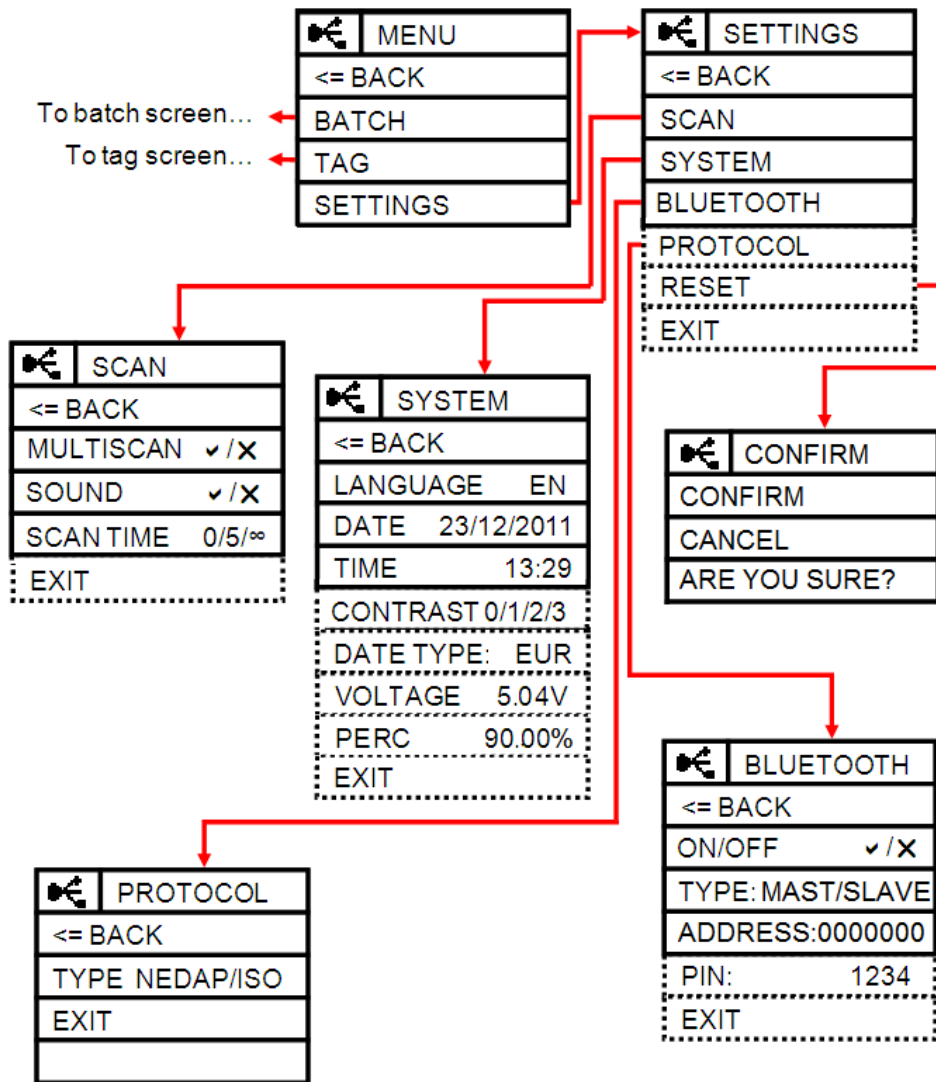 MENU
<= BACK
BATCH
TAG
SETTINGS
To batch screen...
To tag screen...
SETTINGS
<= BACK
SCAN
SYSTEM
BLUETOOTH
PROTOCOL
RESET
EXIT
SCAN
<= BACK
MULTISCAN ✓/X
SOUND ✓/X
SCAN TIME 0/5/∞
EXIT
SYSTEM
<= BACK
LANGUAGE EN
DATE 23/12/2011
TIME 13:29
CONTRAST 0/1/2/3
DATE TYPE: EUR
VOLTAGE 5.04V
PERC 90.00%
EXIT
CONFIRM
CONFIRM
CANCEL
ARE YOU SURE?
BLUETOOTH
<= BACK
ON/OFF ✓/X
TYPE: MAST/SLAVE
ADDRESS:0000000
PIN: 1234
EXIT
PROTOCOL
<= BACK
TYPE NEDAP/ISO
EXIT